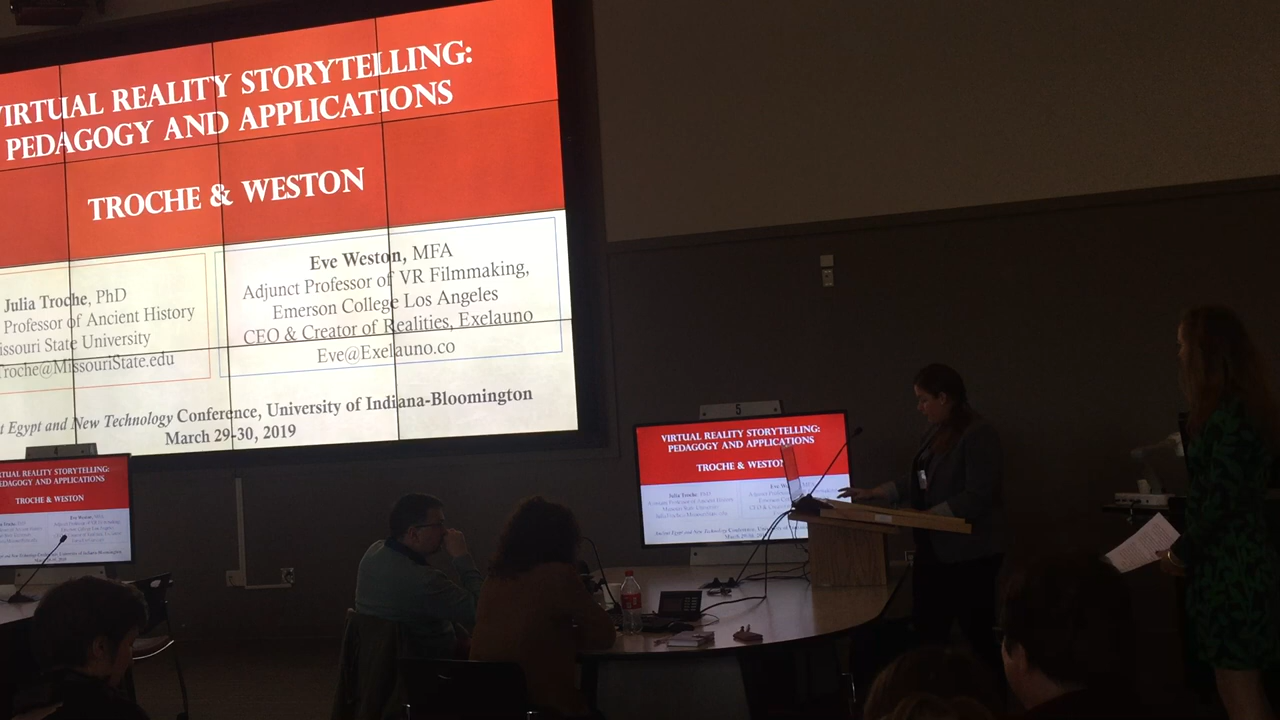 VIRTUAL REALITY STORYTELLING:
PEDAGOGY AND APPLICATIONS
TROCHE & WESTON
Julia Troche, PhD
Professor of Ancient History
Missouri State University
Troche@MissouriState.edu
Eve Weston, MFA
Adjunct Professor of VR Filmmaking,
Emerson College Los Angeles
CEO & Creator of Realities, Exelauno
Eve@Exelauno.co
Egypt and New Technology Conference, University of Indiana-Bloomington
March 29-30, 2019
4
VIRTUAL REALITY STORYTELLING:
PEDAGOGY AND APPLICATIONS
TROCHE & WESTON
5
VIRTUAL REALITY STORYTELLING:
PEDAGOGY AND APPLICATIONS
TROCHE & WESTON